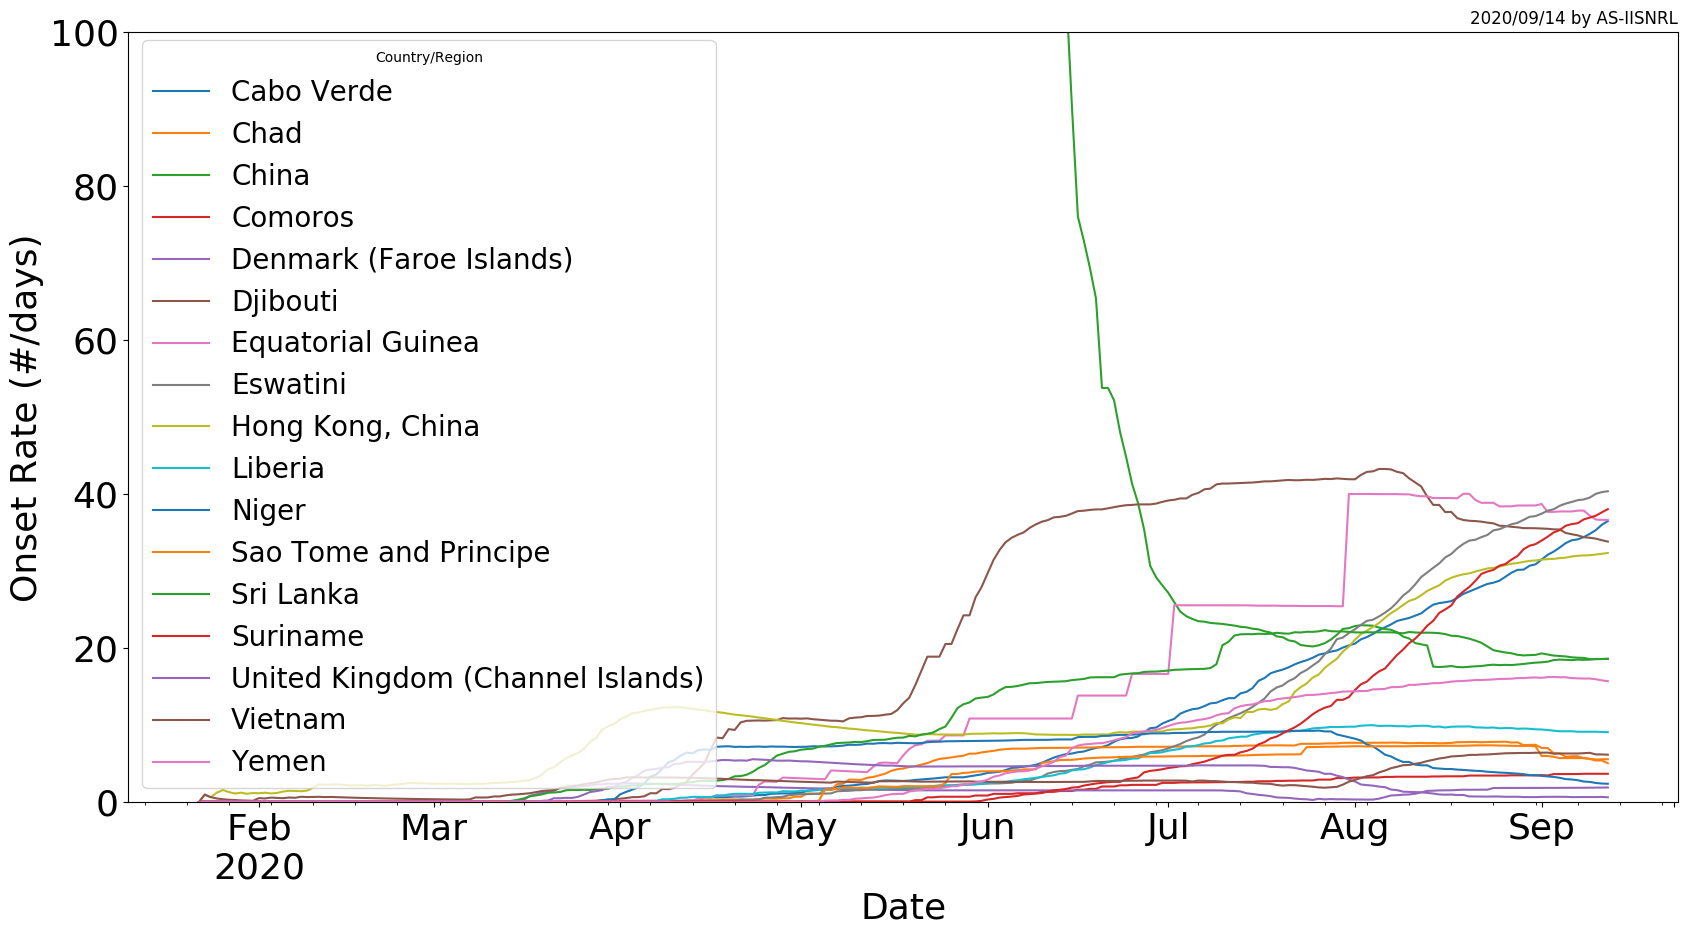 2020/09/14 by AS-IISNRL
Onset Rate (#/days)
100
80
60
40
20
0
Country/Region
Cabo Verde
Chad
China
Comoros
Denmark (Faroe Islands)
Djibouti
Equatorial Guinea
Eswatini
Hong Kong, China
Liberia
Niger
Sao Tome and Principe
Sri Lanka
Suriname
United Kingdom (Channel Islands)
Vietnam
Yemen
Feb Mar Apr May Jun Jul Aug Sep
2020
Date